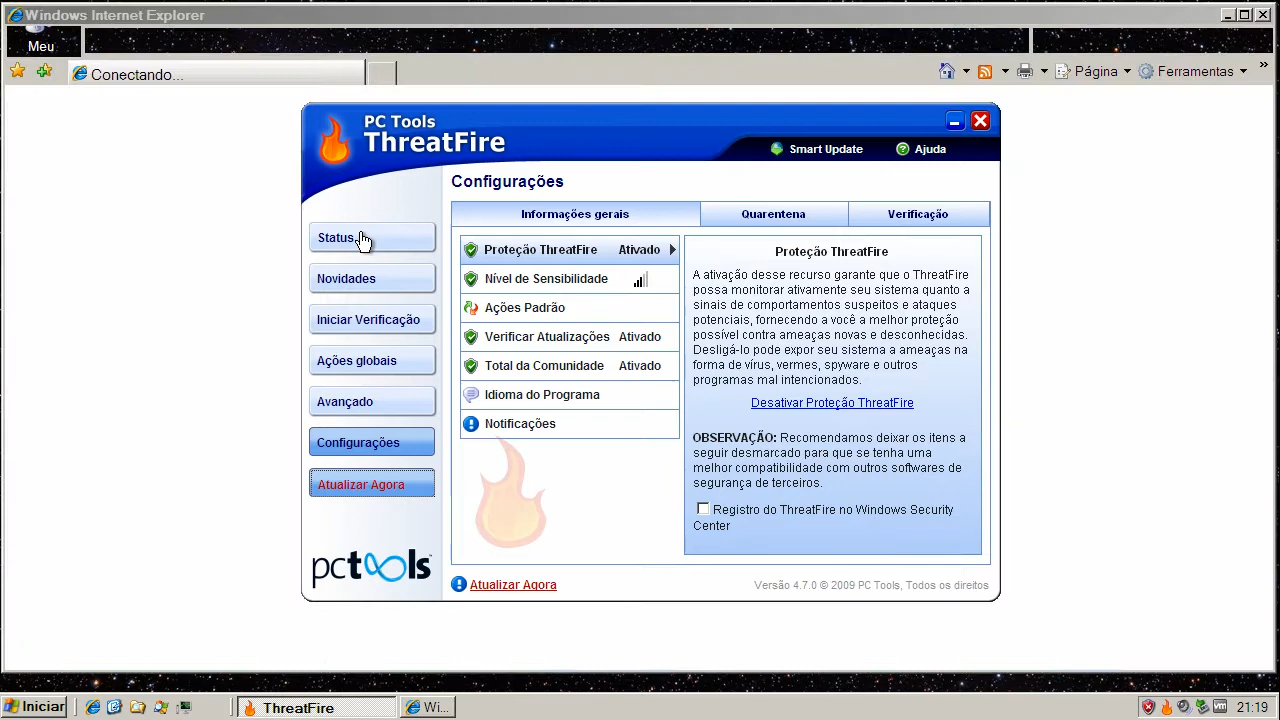 Windows Internet Explorer
Meu
Conectando...
Página
Ferramentas
PC Tools
ThreatFire
Smart Update
Ajuda
Configurações
Informações gerais
Quarentena
Verificação
Status
Novidades
Iniciar Verificação
Ações globais
Avançado
Configurações
Atualizar Agora
pctools
Proteção ThreatFire Ativado
Nível de Sensibilidade
Ações Padrão
Verificar Atualizações Ativado
Total da Comunidade Ativado
Idioma do Programa
Notificações
Proteção ThreatFire
A ativação desse recurso garante que o ThreatFire
possa monitorar ativamente seu sistema quanto a
sinais de comportamentos suspeitos e ataques
potenciais, fornecendo a você a melhor proteção
possível contra ameaças novas e desconhecidas.
Desligá-lo pode expor seu sistema a ameaças na
forma de vírus, vermes, spyware e outros
programas mal intencionados.
Desativar Proteção ThreatFire
OBSERVAÇÃO: Recomendamos deixar os itens a
seguir desmarcado para que se tenha uma
melhor compatibilidade com outros softwares de
segurança de terceiros.
Registro do ThreatFire no Windows Security
Center
Atualizar Agora
Versão 4.7.0 © 2009 PC Tools, Todos os direitos
Iniciar
ThreatFire
Wi...
21:19